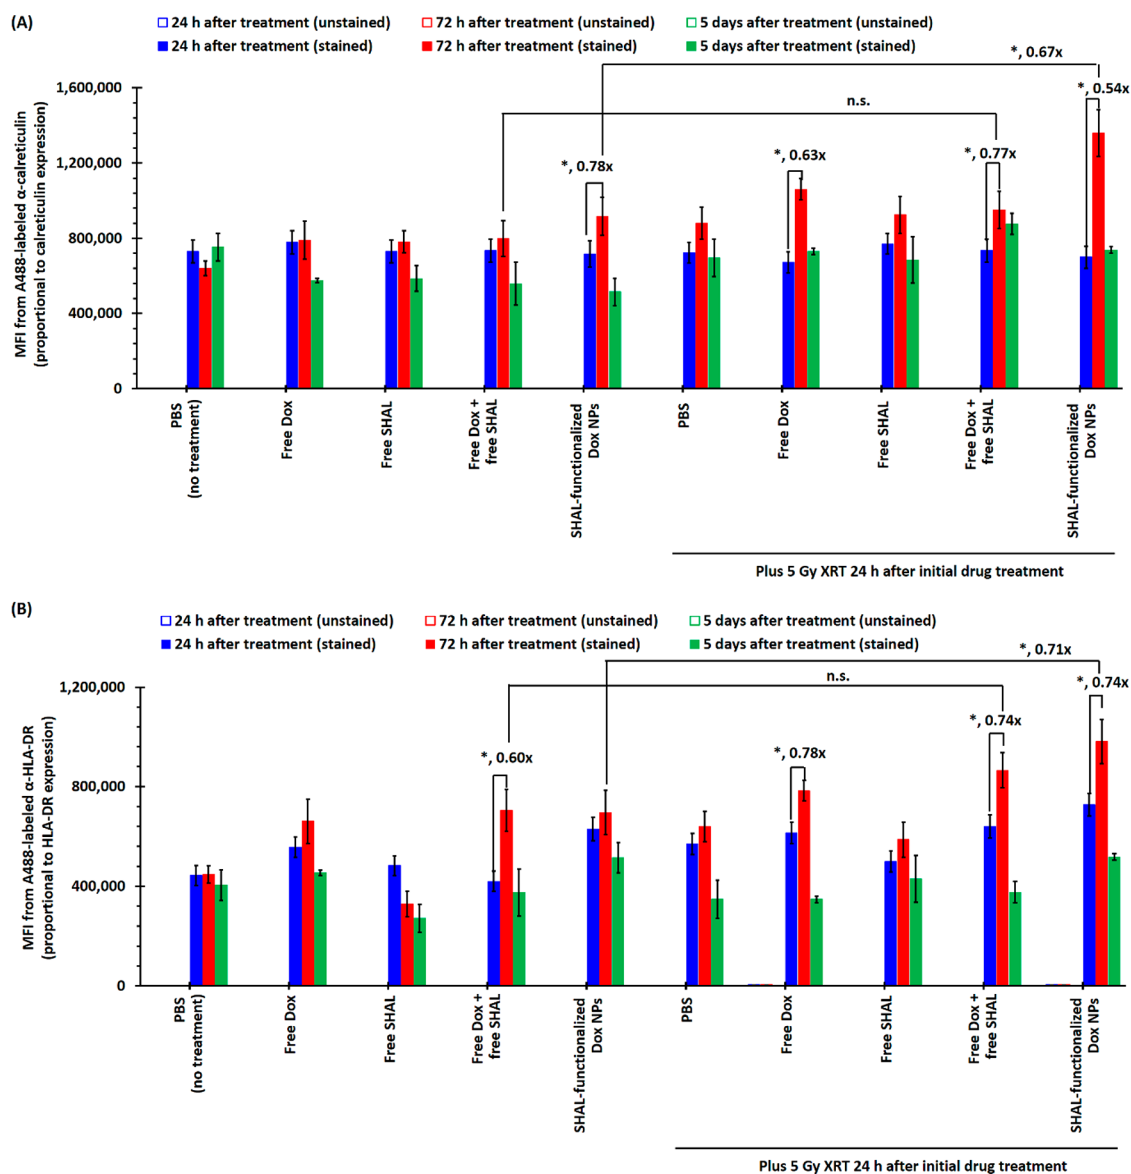 (A)
24 h after treatment (unstained)
72 h after treatment (unstained)
5 days after treatment (unstained)
24 h after treatment (stained)
72 h after treatment (stained)
5 days after treatment (stained)
MFI from A488-labeled α-calreticulin
(proportional to calreticulin expression)
1,600,000
1,200,000
800,000
400,000
0
*, 0.67x
*, 0.54x
n.s.
*, 0.78x
*, 0.63x
*, 0.77x
PBS
(no treatment)
Free Dox
Free SHAL
Free Dox +
free SHAL
SHAL-functionalized
Dox NPs
PBS
Free Dox
Free SHAL
Free Dox +
free SHAL
SHAL-functionalized
Dox NPs
Plus 5 Gy XRT 24 h after initial drug treatment
(B)
24 h after treatment (unstained)
72 h after treatment (unstained)
5 days after treatment (unstained)
24 h after treatment (stained)
72 h after treatment (stained)
5 days after treatment (stained)
MFI from A488-labeled α-HLA-DR
(proportional to HLA-DR expression)
1,200,000
800,000
400,000
0
*, 0.71x
n.s.
*, 0.74x
*, 0.60x
*, 0.78x
*, 0.74x
PBS
(no treatment)
Free Dox
Free SHAL
Free Dox +
free SHAL
SHAL-functionalized
Dox NPs
PBS
Free Dox
Free SHAL
Free Dox +
free SHAL
SHAL-functionalized
Dox NPs
Plus 5 Gy XRT 24 h after initial drug treatment